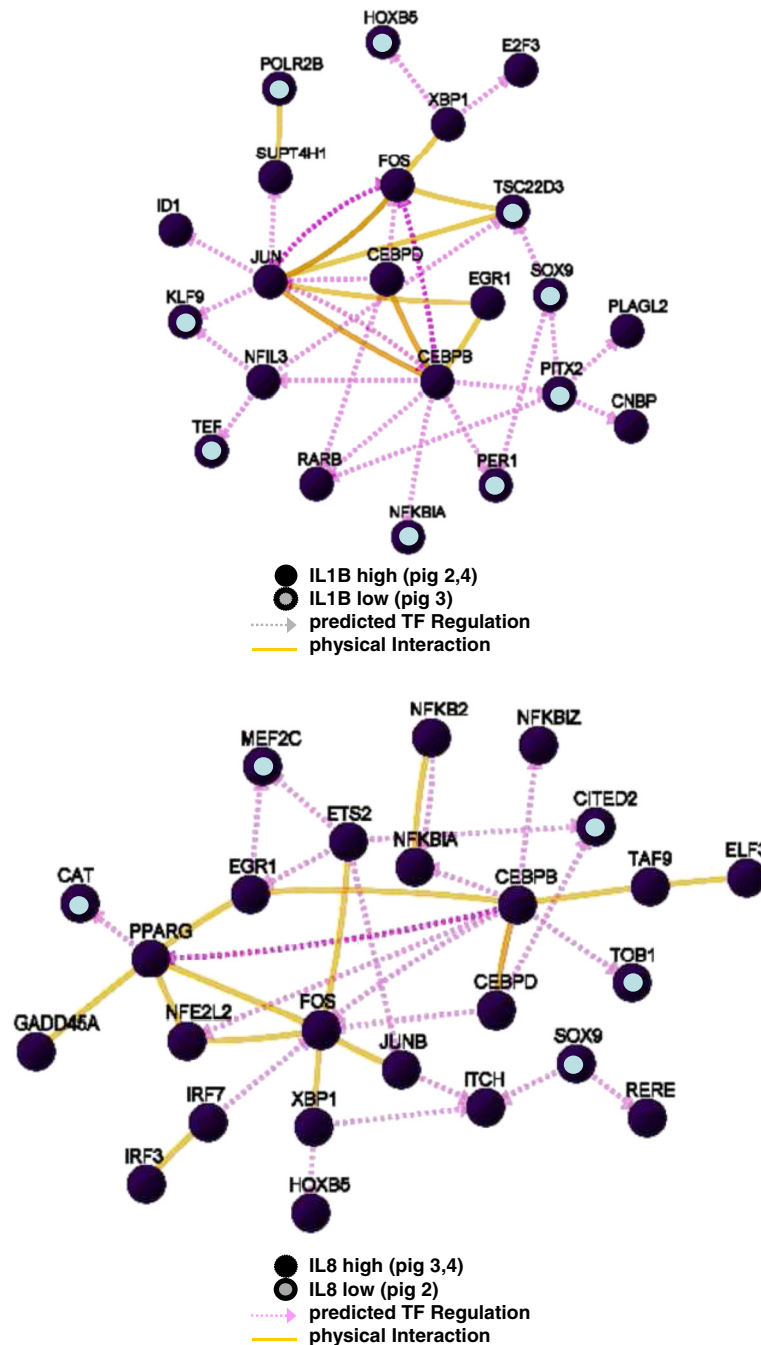 HOXB5
E2F3
POLR2B
XBP1
SUPT4H1
FOS
TSC22D3
ID1
JUN
CEBPD
EGR1
SOX9
KLF9
PLAGL2
NFIL3
CEBPB
PITX2
CNBP
TEF
RARB
PER1
NFKBIA
IL1B high (pig 2,4)
IL1B low (pig 3)
predicted TF Regulation
physical Interaction
NFKB2
NFKBIZ
MEF2C
ETS2
CITED2
NFKBIA
CEBPB
TAF9
ELF3
EGR1
CAT
PPARG
TOB1
CEBPD
GADD45A
NFE2L2
FOS
JUNB
SOX9
ITCH
RERE
IRF7
XBP1
IRF3
HOXB5
IL8 high (pig 3,4)
IL8 low (pig 2)
predicted TF Regulation
physical Interaction